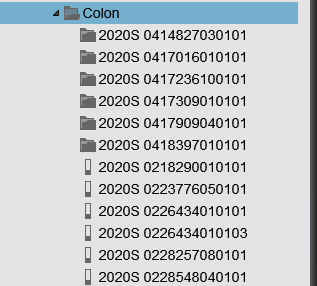 Colon
2020S 0414827030101
2020S 0417016010101
2020S 0417236100101
2020S 0417309010101
2020S 0417909040101
2020S 0418397010101
2020S 0218290010101
2020S 0223776050101
2020S 0226434010101
2020S 0226434010103
2020S 0228257080101
2020S 0228548040101